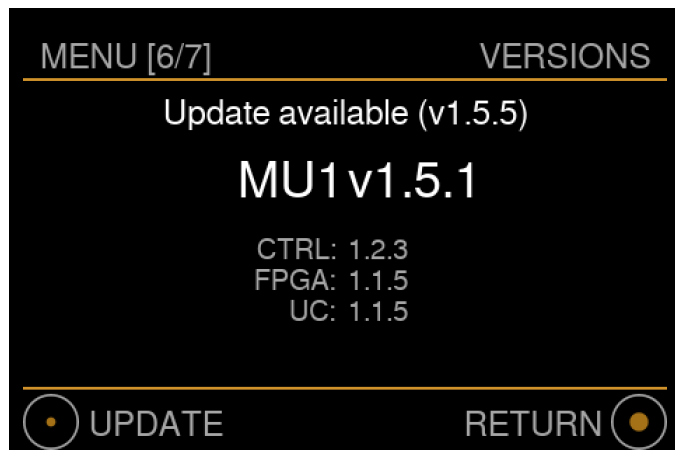 MENU [6/7] VERSIONS
Update available (v1.5.5)
MU1 v1.5.1
CTRL: 1.2.3
FPGA: 1.1.5
UC: 1.1.5
UPDATE RETURN